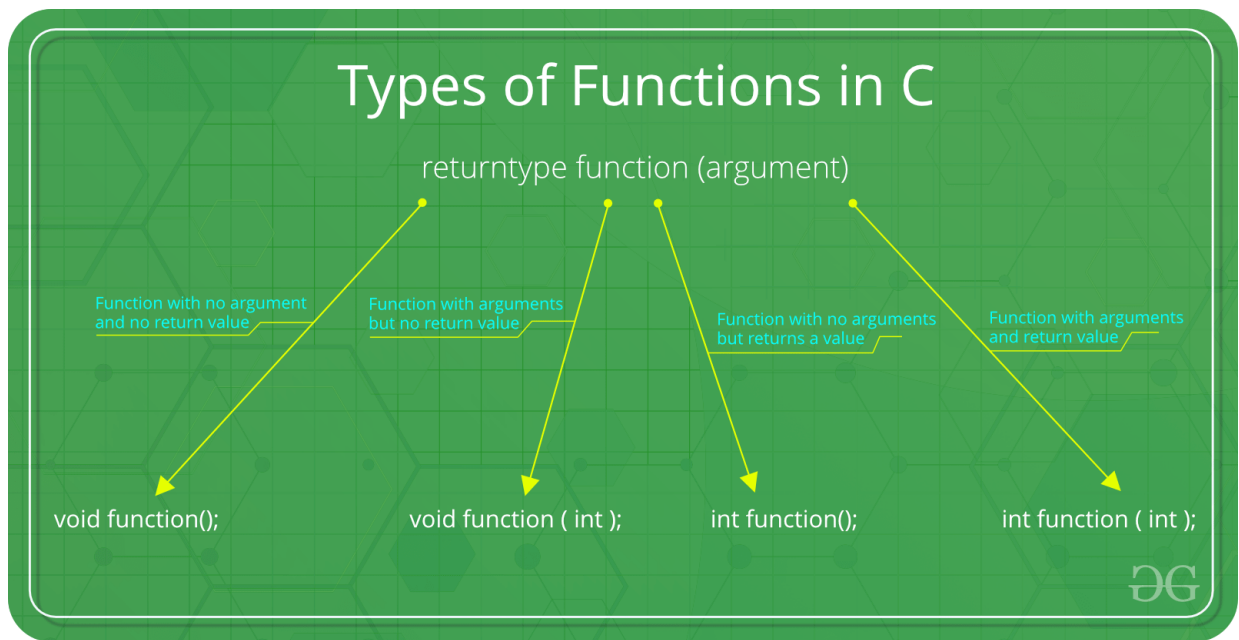 Types of Functions in C
returntype function (argument)
Function with no argument
and no return value
Function with arguments
but no return value
Function with no arguments
but returns a value
Function with arguments
and return value
void function();
void function ( int );
int function();
int function ( int );
GG